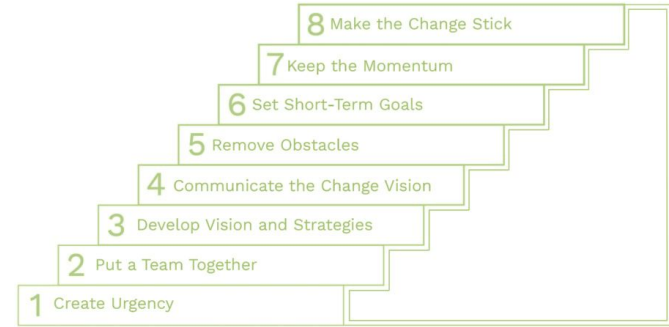 8 Make the Change Stick
7 Keep the Momentum
6 Set Short-Term Goals
5 Remove Obstacles
4 Communicate the Change Vision
3 Develop Vision and Strategies
2 Put a Team Together
1 Create Urgency